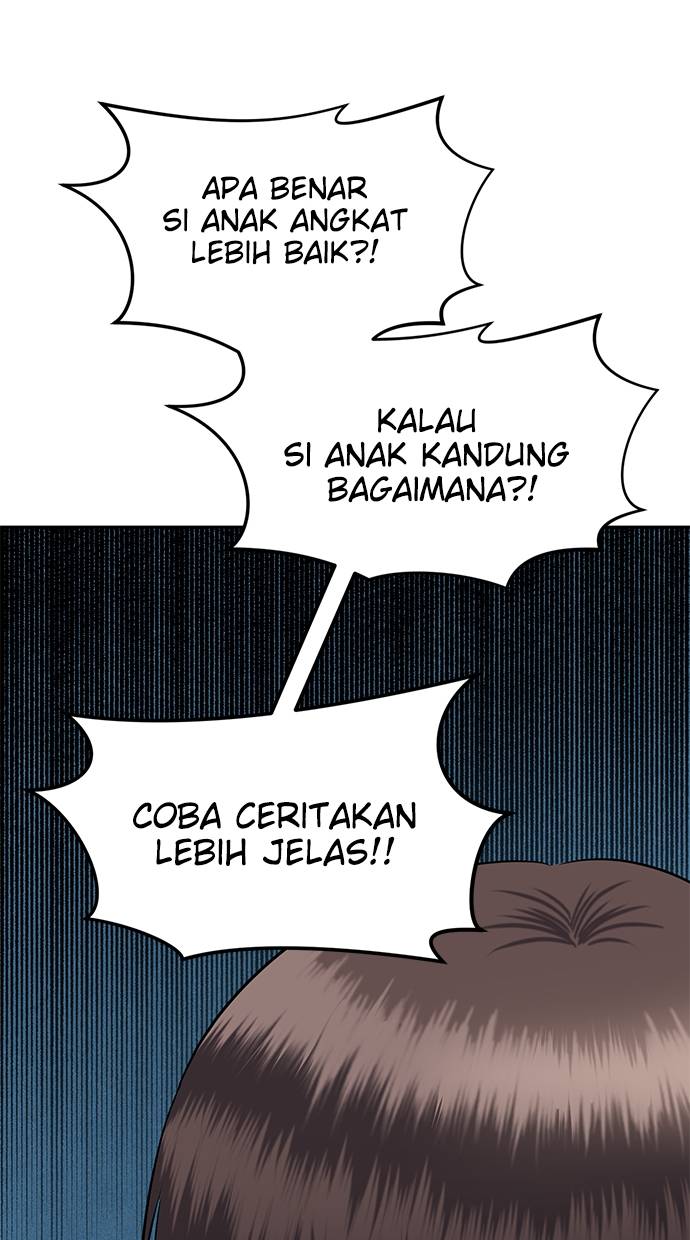 APA BENAR
SI ANAK ANGKAT
LEBIH BAIK?!
KALAU
SI ANAK KANDUNG
BAGAIMANA?!
COBA CERITAKAN
LEBIH JELAS!!